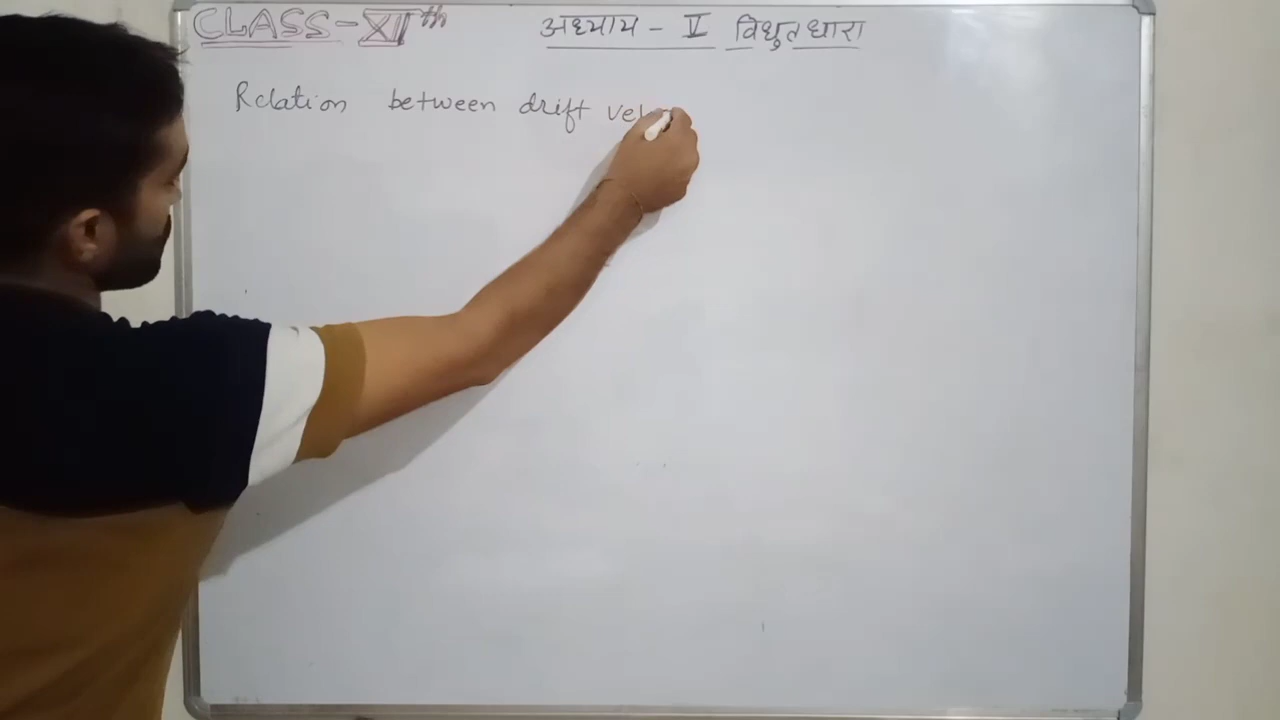 CLASS-XIIth अध्याय - V विधुत धारा
Relation between drift vel